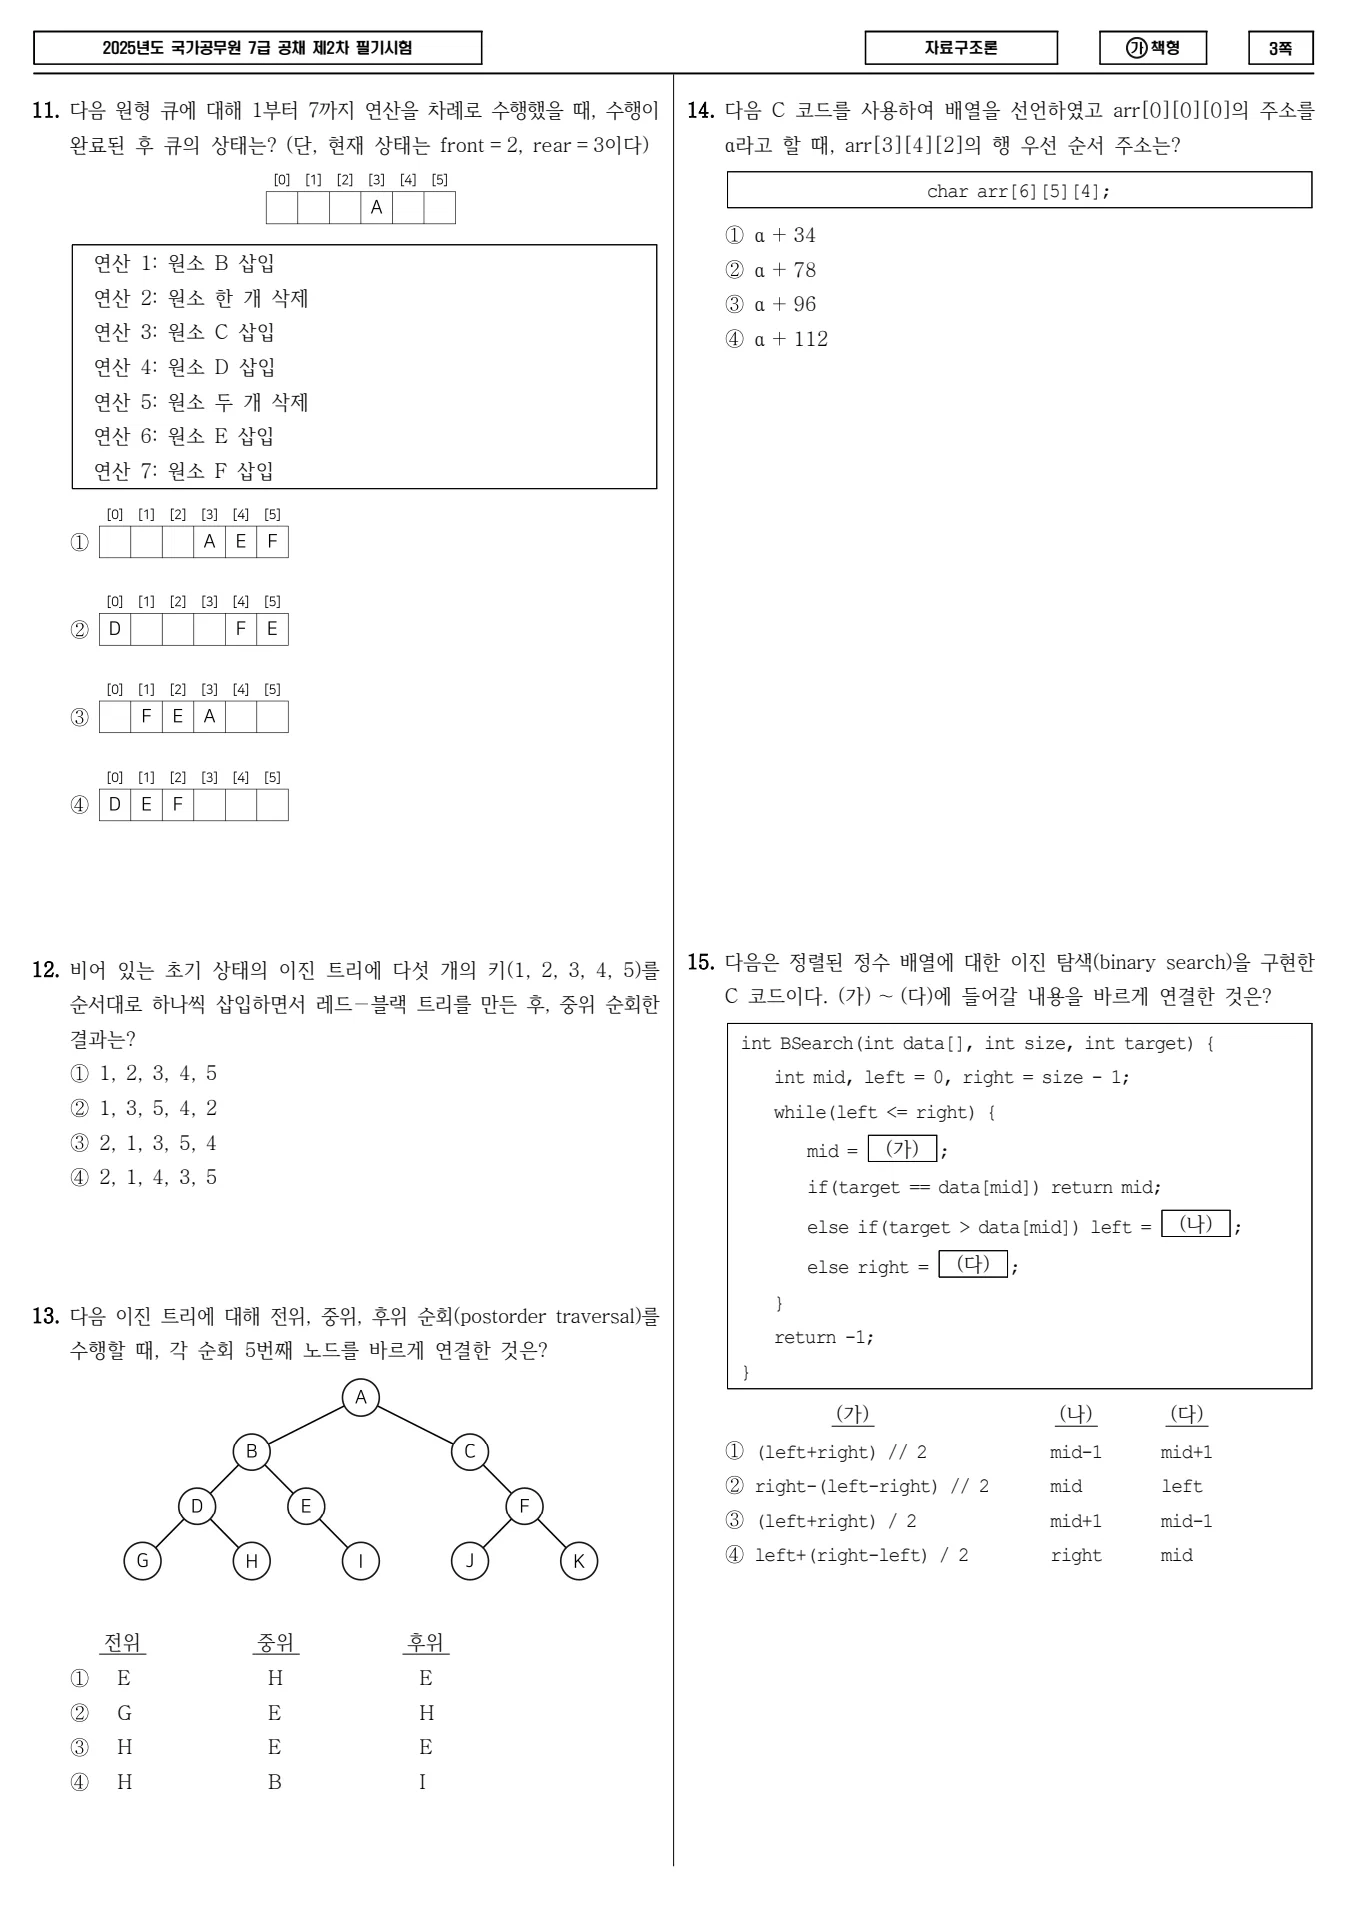 2025년도 국가공무원 7급 공채 제2차 필기시험
자료구조론
㉮책형
3쪽
11. 다음 원형 큐에 대해 1부터 7까지 연산을 차례로 수행했을 때, 수행이
완료된 후 큐의 상태는? (단, 현재 상태는 front = 2, rear = 3이다)
[0] [1] [2] [3] [4] [5]
A
연산 1: 원소 B 삽입
연산 2: 원소 한 개 삭제
연산 3: 원소 C 삽입
연산 4: 원소 D 삽입
연산 5: 원소 두 개 삭제
연산 6: 원소 E 삽입
연산 7: 원소 F 삽입
[0] [1] [2] [3] [4] [5]
① A E F
[0] [1] [2] [3] [4] [5]
② D F E
[0] [1] [2] [3] [4] [5]
③ F E A
[0] [1] [2] [3] [4] [5]
④ D E F
12. 비어 있는 초기 상태의 이진 트리에 다섯 개의 키(1, 2, 3, 4, 5)를
순서대로 하나씩 삽입하면서 레드-블랙 트리를 만든 후, 중위 순회한
결과는?
① 1, 2, 3, 4, 5
② 1, 3, 5, 4, 2
③ 2, 1, 3, 5, 4
④ 2, 1, 4, 3, 5
13. 다음 이진 트리에 대해 전위, 중위, 후위 순회(postorder traversal)를
수행할 때, 각 순회 5번째 노드를 바르게 연결한 것은?
A
B C
D E F
G H I J K
전위 중위 후위
① E H E
② G E H
③ H E E
④ H B I
14. 다음 C 코드를 사용하여 배열을 선언하였고 arr[0][0][0]의 주소를
α라고 할 때, arr[3][4][2]의 행 우선 순서 주소는?
char arr[6][5][4];
① α + 34
② α + 78
③ α + 96
④ α + 112
15. 다음은 정렬된 정수 배열에 대한 이진 탐색(binary search)을 구현한
C 코드이다. (가) ~ (다)에 들어갈 내용을 바르게 연결한 것은?
int BSearch(int data[], int size, int target) {
int mid, left = 0, right = size - 1;
while(left <= right) {
mid = (가) ;
if(target == data[mid]) return mid;
else if(target > data[mid]) left = (나) ;
else right = (다) ;
}
return -1;
}
(가) (나) (다)
① (left+right) // 2 mid-1 mid+1
② right-(left-right) // 2 mid left
③ (left+right) / 2 mid+1 mid-1
④ left+(right-left) / 2 right mid